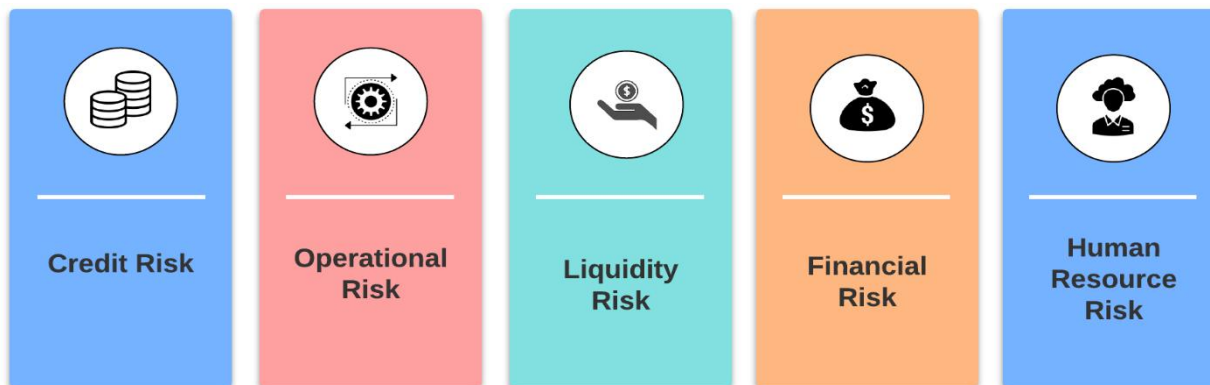 Credit Risk
Operational
Risk
Liquidity
Risk
$
Financial
Risk
$
Human
Resource
Risk